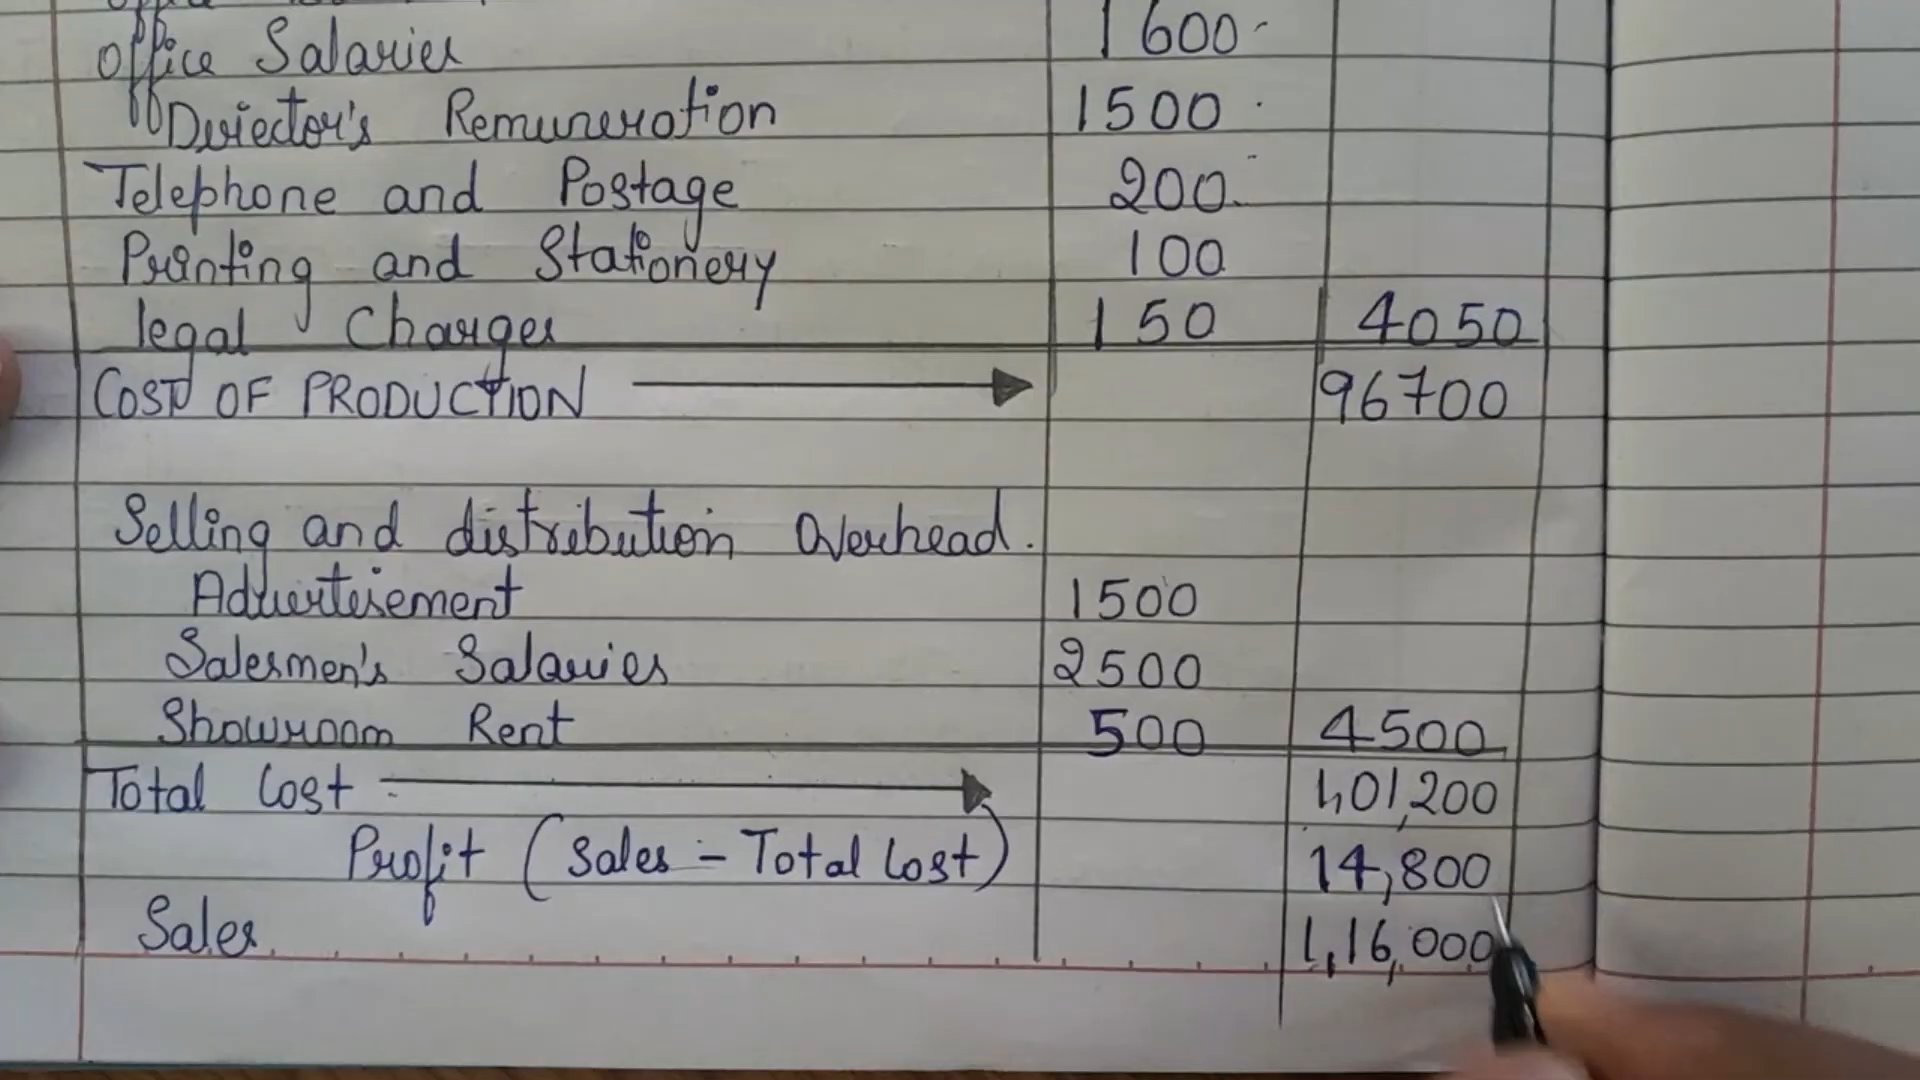 Office Salaries 1600
Director's Remuneration 1500
Telephone and Postage 200
Printing and Stationery 100
legal Charges 150 4050
COST OF PRODUCTION 96700
Selling and distribution Overhead.
Advertisement 1500
Salesmen's Salaries 2500
Showroom Rent 500 4500
Total Cost 1,01,200
Profit (Sales - Total Cost) 14,800
Sales 1,16,000